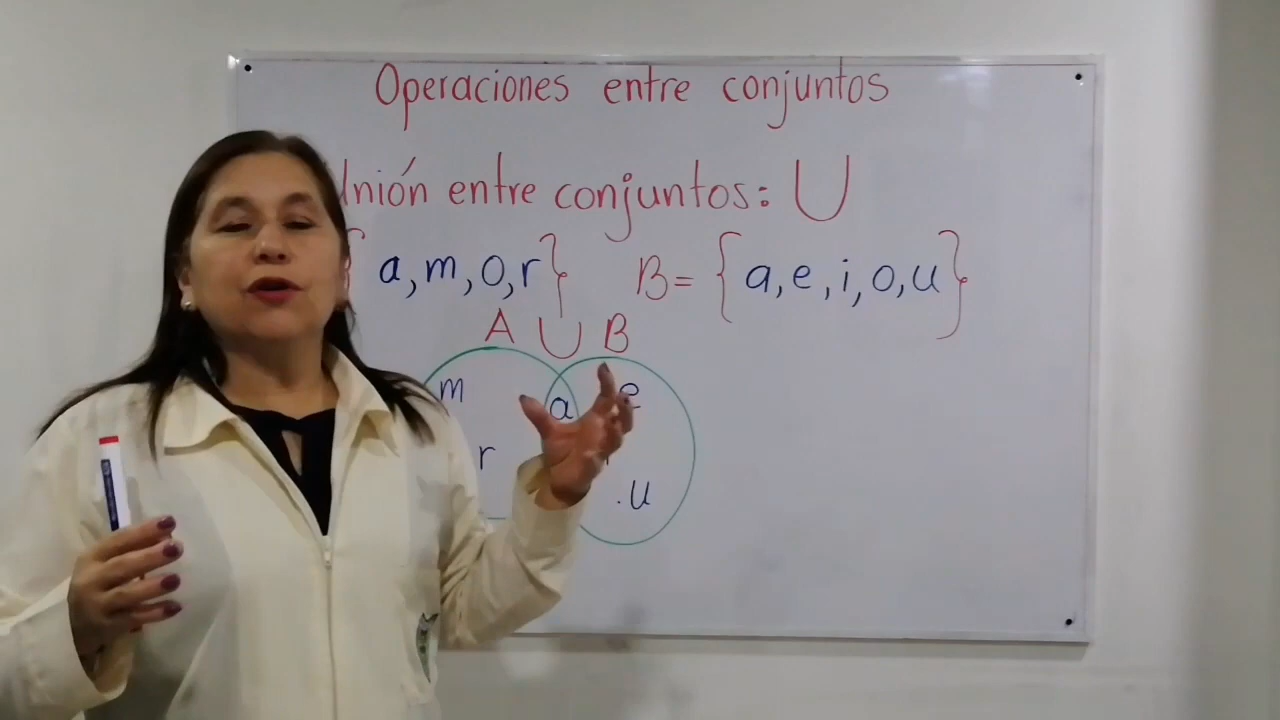 Operaciones entre conjuntos
Unión entre conjuntos: U
{a,m,o,r} B= {a,e,i,o,u}
A U B
m a e
r
.u